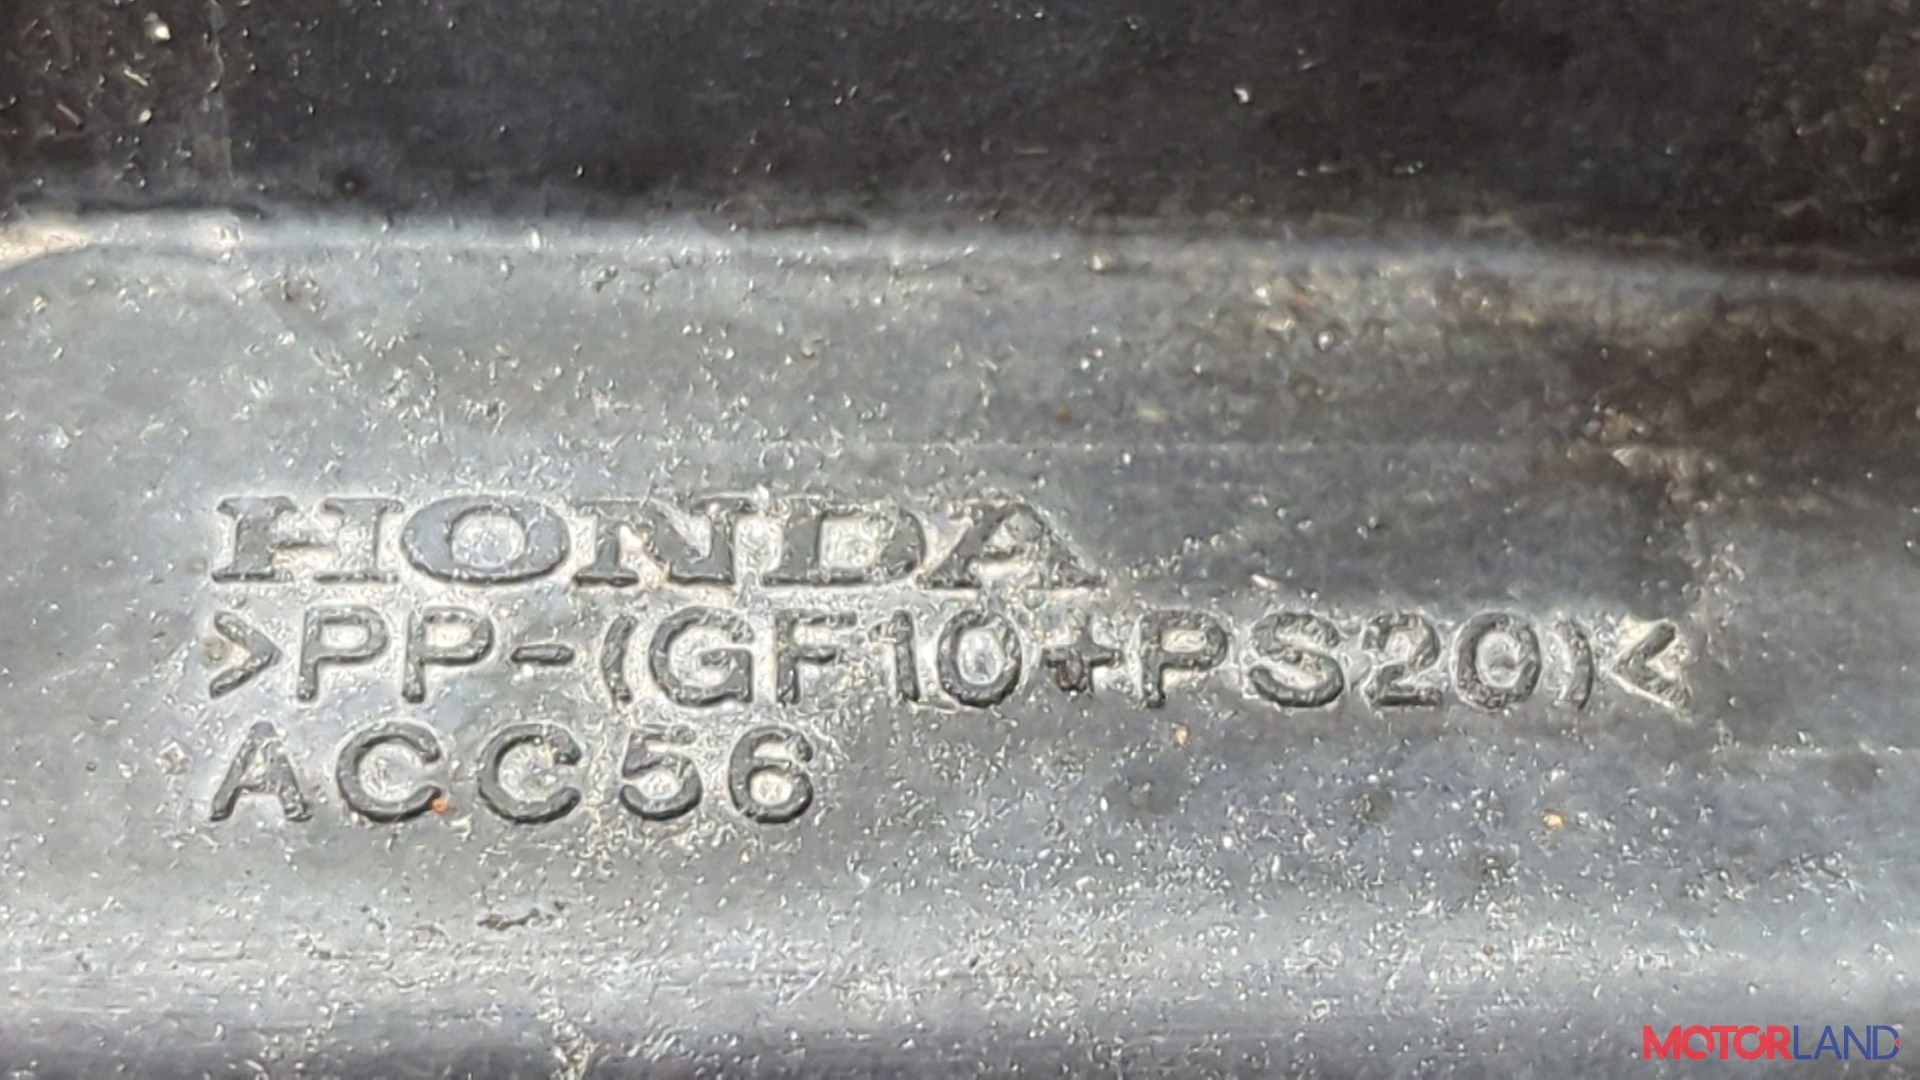 HONDA
>PP-(GF10+PS20)<
ACC56
MOTORLAND